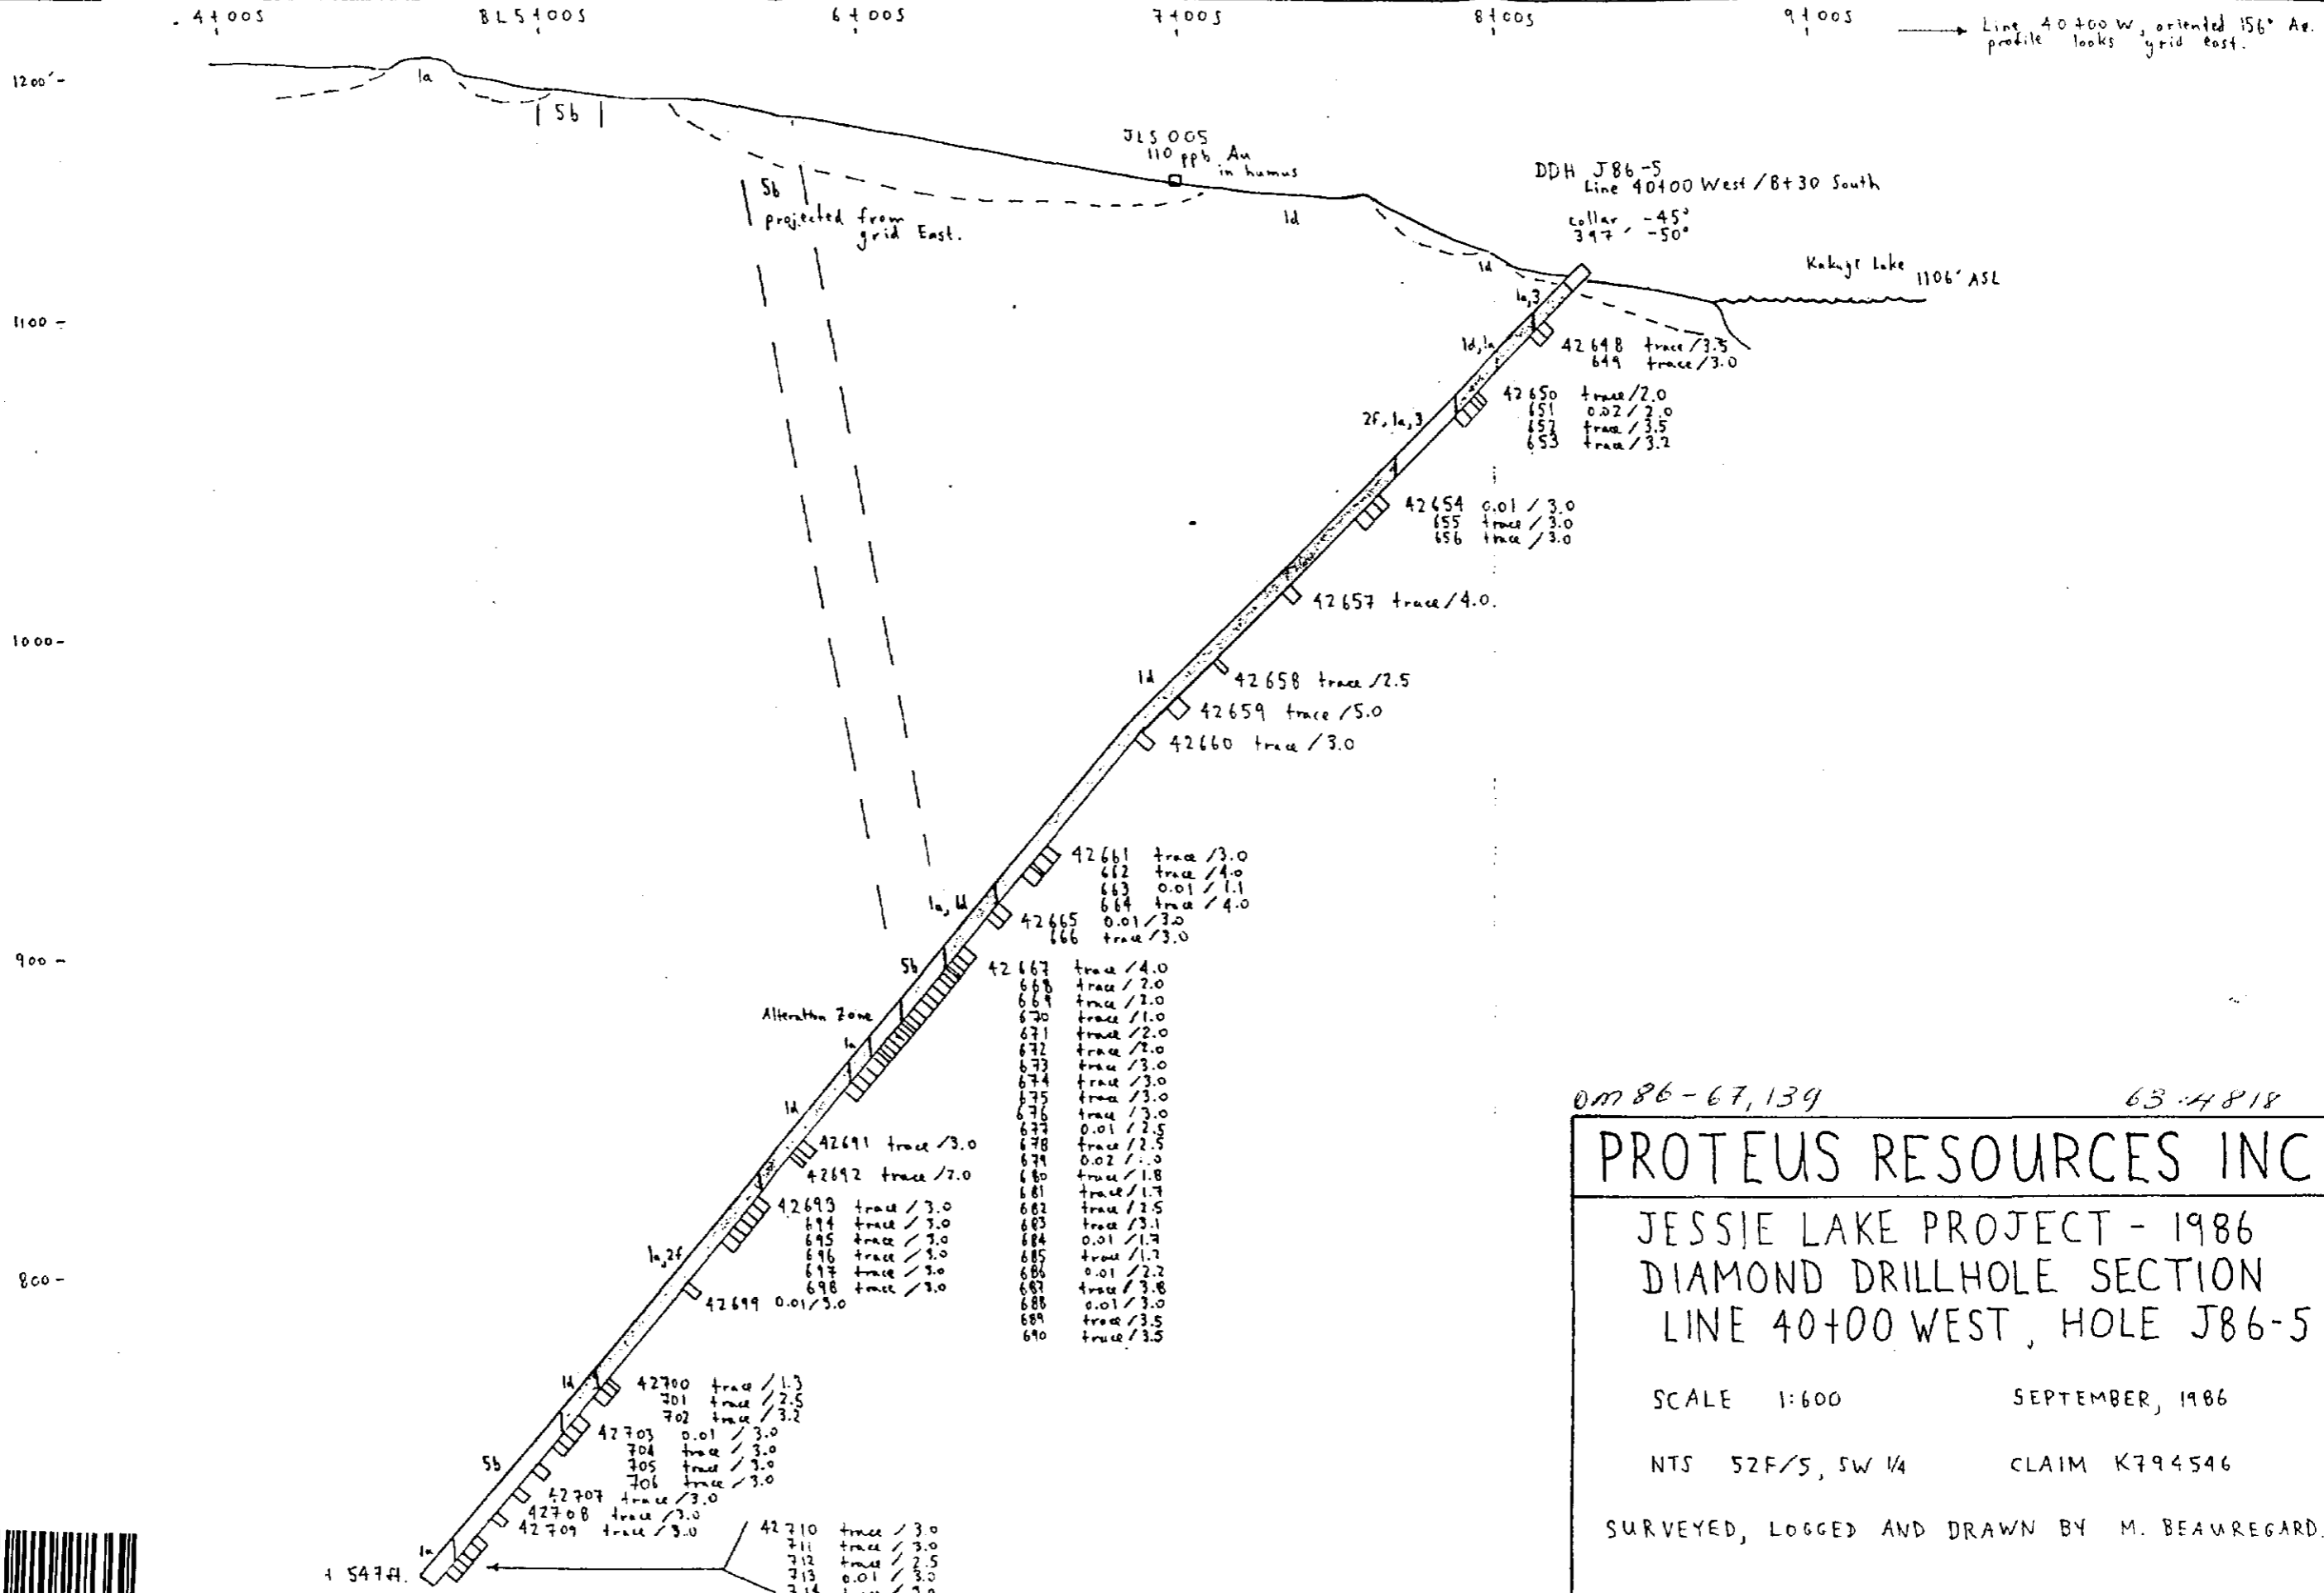 4+00S
BL5+00S
6+00S
7+00S
8+00S
9+00S
Line 40+00 W, oriented 156° Az.
profile looks grid east.
1200'-
1100 -
1000-
900 -
800-
1a
5b
5b
projected from
grid East.
JLS 005
110 ppb Au
in humus
1d
DDH J86-5
Line 40+00 West / 8+30 South
collar -45°
397' -50°
1d
Lake 1106' ASL
1a,3
42648 trace /3.5
649 trace /3.0
1d,1a
42650 trace /2.0
651 0.02 / 2.0
652 trace / 3.5
653 trace / 3.2
2f, 1a, 3
42654 0.01 / 3.0
655 trace / 3.0
656 trace / 3.0
42657 trace /4.0.
1d
42658 trace /2.5
42659 trace /5.0
42660 trace /3.0
42661 trace /3.0
662 trace /4.0
663 0.01 / 1.1
664 trace / 4.0
1a, 1d
42665 0.01 /3.0
666 trace /3.0
5b
42667 trace /4.0
668 trace / 2.0
669 trace / 2.0
670 trace /1.0
671 trace /2.0
672 trace /2.0
673 trace /3.0
674 trace /3.0
675 trace /3.0
676 trace /3.0
677 0.01 / 2.5
678 trace / 2.5
679 0.02 /
680 trace / 1.8
681 trace / 1.7
682 trace / 2.5
683 trace /3.1
684 0.01 /1.7
685 trace /1.2
686 0.01 /2.2
687 trace / 3.8
688 0.01 /3.0
689 trace /3.5
690 trace /3.5
Alteration Zone
1a
1d
42691 trace /3.0
42692 trace /2.0
42693 trace / 3.0
694 trace / 3.0
695 trace / 3.0
696 trace / 3.0
697 trace / 3.0
698 trace / 3.0
1a,2f
42699 0.01/3.0
1d
42700 trace / 1.3
701 trace / 2.5
702 trace / 3.2
42703 0.01 / 3.0
704 trace / 3.0
705 trace / 3.0
706 trace / 3.0
5b
42707 trace /3.0
42708 trace /3.0
42709 trace / 3.0
42710 trace / 3.0
711 trace / 3.0
712 trace / 2.5
713 0.01 / 3.0
714 trace / 3.0
1a
547ft.
OM 86-67,139
63.4818
PROTEUS RESOURCES INC
JESSIE LAKE PROJECT - 1986
DIAMOND DRILLHOLE SECTION
LINE 40+00 WEST, HOLE J86-5
SCALE 1:600
SEPTEMBER, 1986
NTS 52F/5, SW 1/4
CLAIM K794546
SURVEYED, LOGGED AND DRAWN BY M. BEAUREGARD.